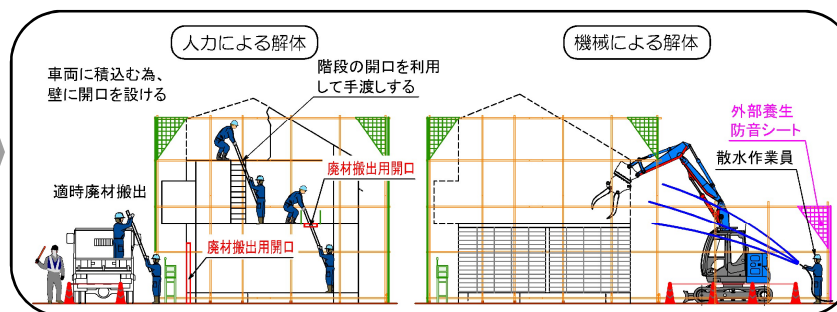 人力による解体
車両に積込む為、
壁に開口を設ける
階段の開口を利用
して手渡しする
適時廃材搬出
廃材搬出用開口
廃材搬出用開口
機械による解体
外部養生
防音シート
散水作業員